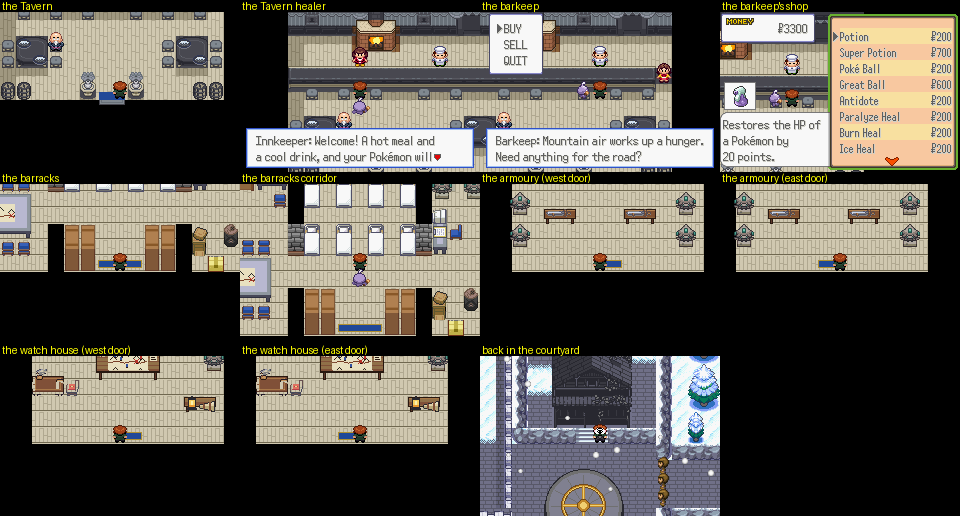 the Tavern
the Tavern healer
the barkeep
the barkeep's shop
BUY
SELL
QUIT
MONEY
₽3300
Potion ₽200
Super Potion ₽700
Poké Ball ₽200
Great Ball ₽600
Antidote ₽200
Paralyze Heal ₽200
Burn Heal ₽200
Ice Heal ₽200
Innkeeper: Welcome! A hot meal and
a cool drink, and your Pokémon will♥
Barkeep: Mountain air works up a hunger.
Need anything for the road?
Restores the HP of
a Pokémon by
20 points.
the barracks
the barracks corridor
the armoury (west door)
the armoury (east door)
the watch house (west door)
the watch house (east door)
back in the courtyard